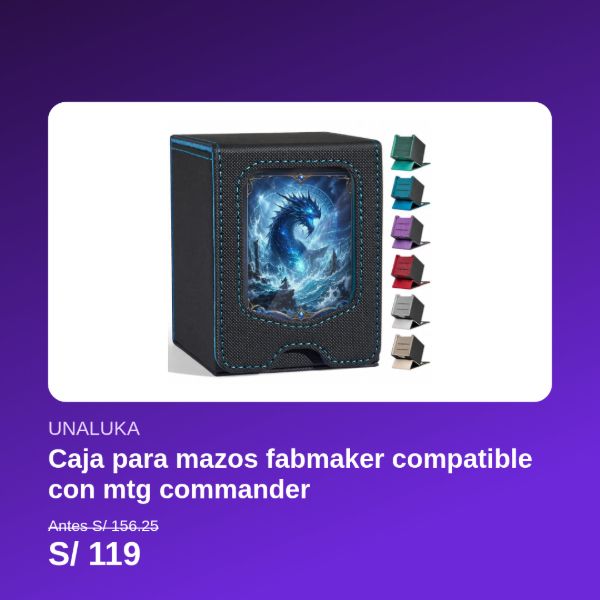 UNALUKA
Caja para mazos fabmaker compatible
con mtg commander
Antes S/ 156.25
S/ 119